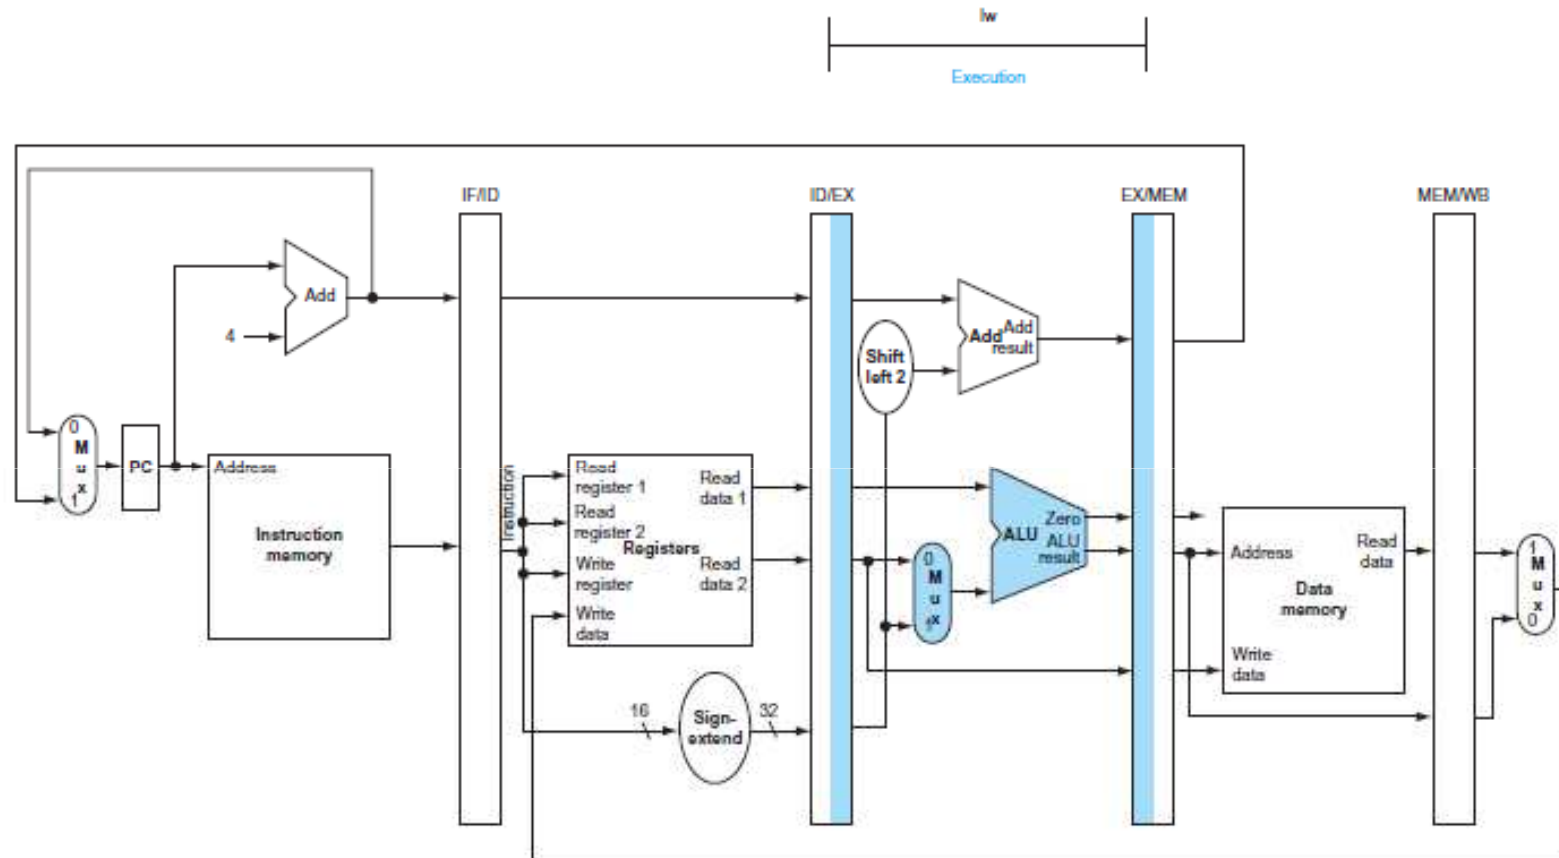 lw
Execution
IF/ID
ID/EX
EX/MEM
MEM/WB
Add
4
Shift
left 2
Add
Add
result
0
M
u
x
1
PC
Address
Instruction
memory
Instruction
Read
register 1
Read
register 2
Write
register
Write
data
Registers
Read
data 1
Read
data 2
16
Sign-
extend
32
0
M
u
x
1
ALU
Zero
ALU
result
Address
Read
data
Data
memory
Write
data
1
M
u
x
0